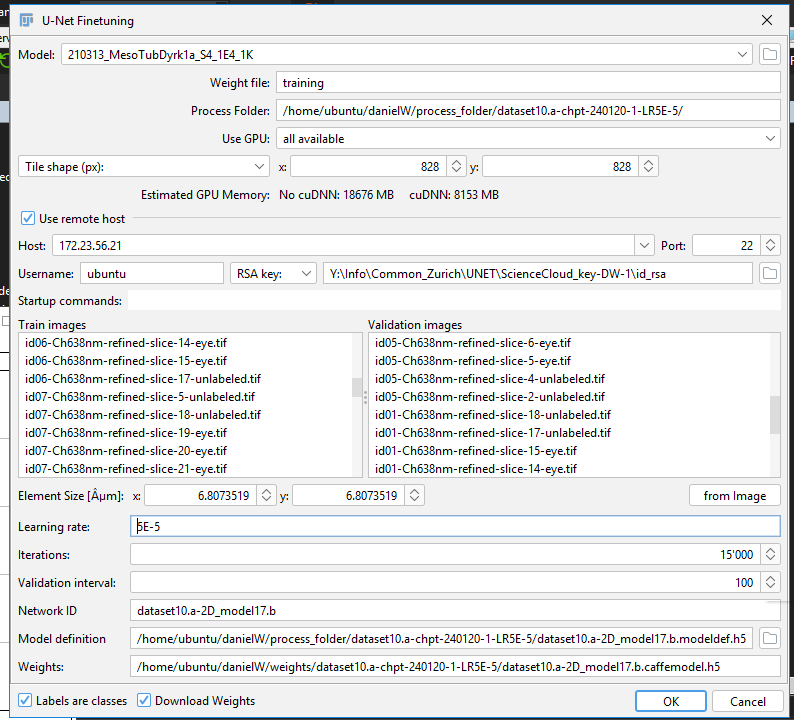 U-Net Finetuning
Model: 210313_MesoTubDyrk1a_S4_1E4_1K
Weight file: training
Process Folder: /home/ubuntu/danielW/process_folder/dataset10.a-chpt-240120-1-LR5E-5/
Use GPU: all available
Tile shape (px): x: 828 y: 828
Estimated GPU Memory: No cuDNN: 18676 MB cuDNN: 8153 MB
Use remote host
Host: 172.23.56.21 Port: 22
Username: ubuntu RSA key: Y:\Info\Common_Zurich\UNET\ScienceCloud_key-DW-1\id_rsa
Startup commands:
Train images
id06-Ch638nm-refined-slice-14-eye.tif
id06-Ch638nm-refined-slice-15-eye.tif
id06-Ch638nm-refined-slice-17-unlabeled.tif
id07-Ch638nm-refined-slice-5-unlabeled.tif
id07-Ch638nm-refined-slice-18-unlabeled.tif
id07-Ch638nm-refined-slice-19-eye.tif
id07-Ch638nm-refined-slice-20-eye.tif
id07-Ch638nm-refined-slice-21-eye.tif
Validation images
id05-Ch638nm-refined-slice-6-eye.tif
id05-Ch638nm-refined-slice-5-eye.tif
id05-Ch638nm-refined-slice-4-unlabeled.tif
id05-Ch638nm-refined-slice-2-unlabeled.tif
id01-Ch638nm-refined-slice-18-unlabeled.tif
id01-Ch638nm-refined-slice-17-unlabeled.tif
id01-Ch638nm-refined-slice-15-eye.tif
id01-Ch638nm-refined-slice-14-eye.tif
Element Size [Âµm]: x: 6.8073519 y: 6.8073519 from Image
Learning rate: 5E-5
Iterations: 15'000
Validation interval: 100
Network ID dataset10.a-2D_model17.b
Model definition /home/ubuntu/danielW/process_folder/dataset10.a-chpt-240120-1-LR5E-5/dataset10.a-2D_model17.b.modeldef.h5
Weights: /home/ubuntu/danielW/weights/dataset10.a-chpt-240120-1-LR5E-5/dataset10.a-2D_model17.b.caffemodel.h5
Labels are classes Download Weights OK Cancel